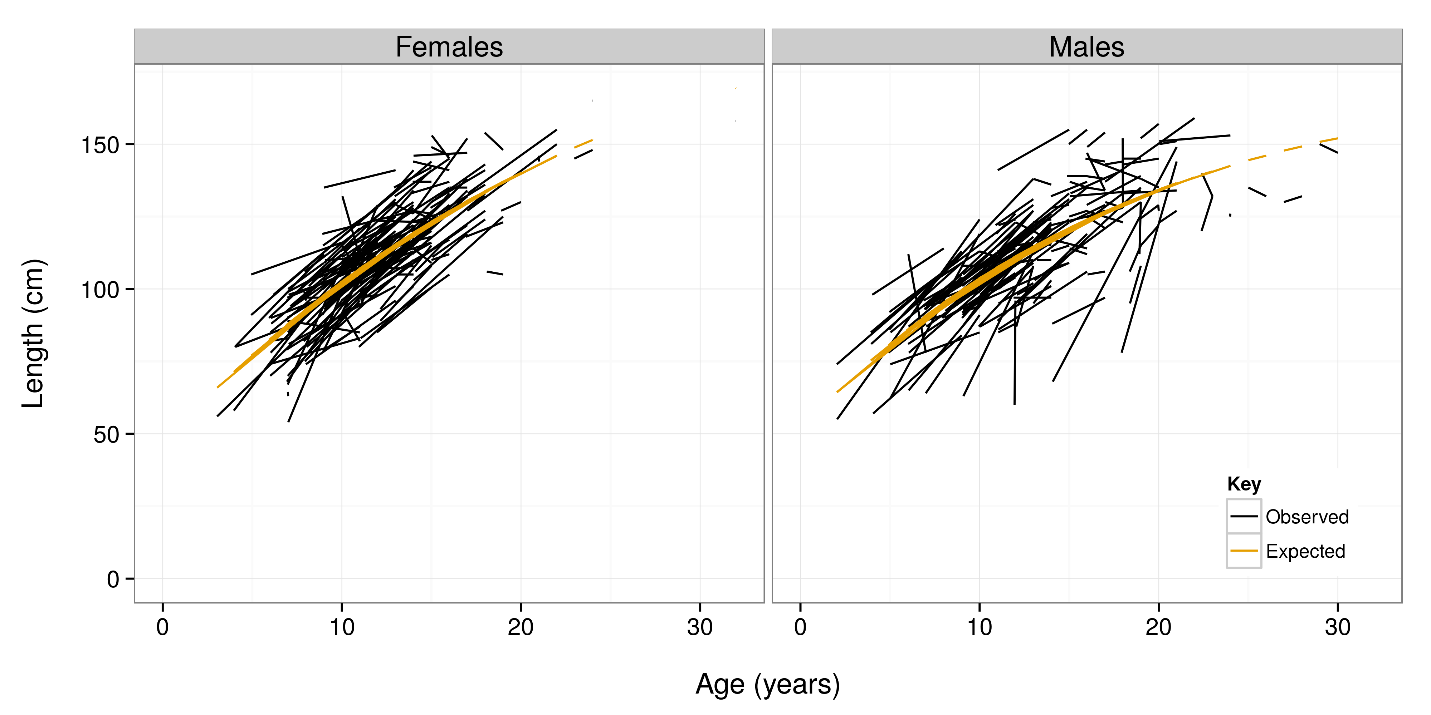 Females Males
Length (cm)
150
100
50
0
Key
Observed
Expected
0 10 20 30 0 10 20 30
Age (years)